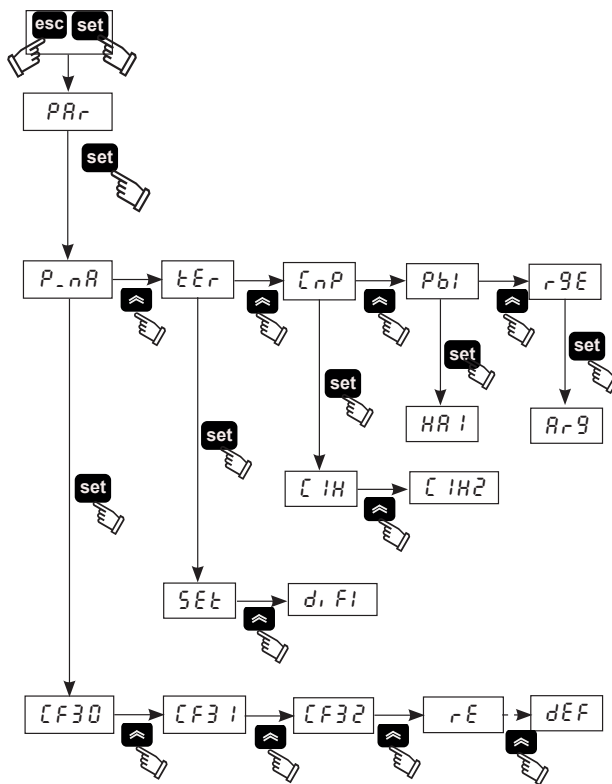 esc set
PAr
set
P_nA tEr CnP Pb1 rgE
set set set
HA1 Arg
set
C1H C1H2
set
SEt diF1
CF30 CF31 CF32 rE dEF